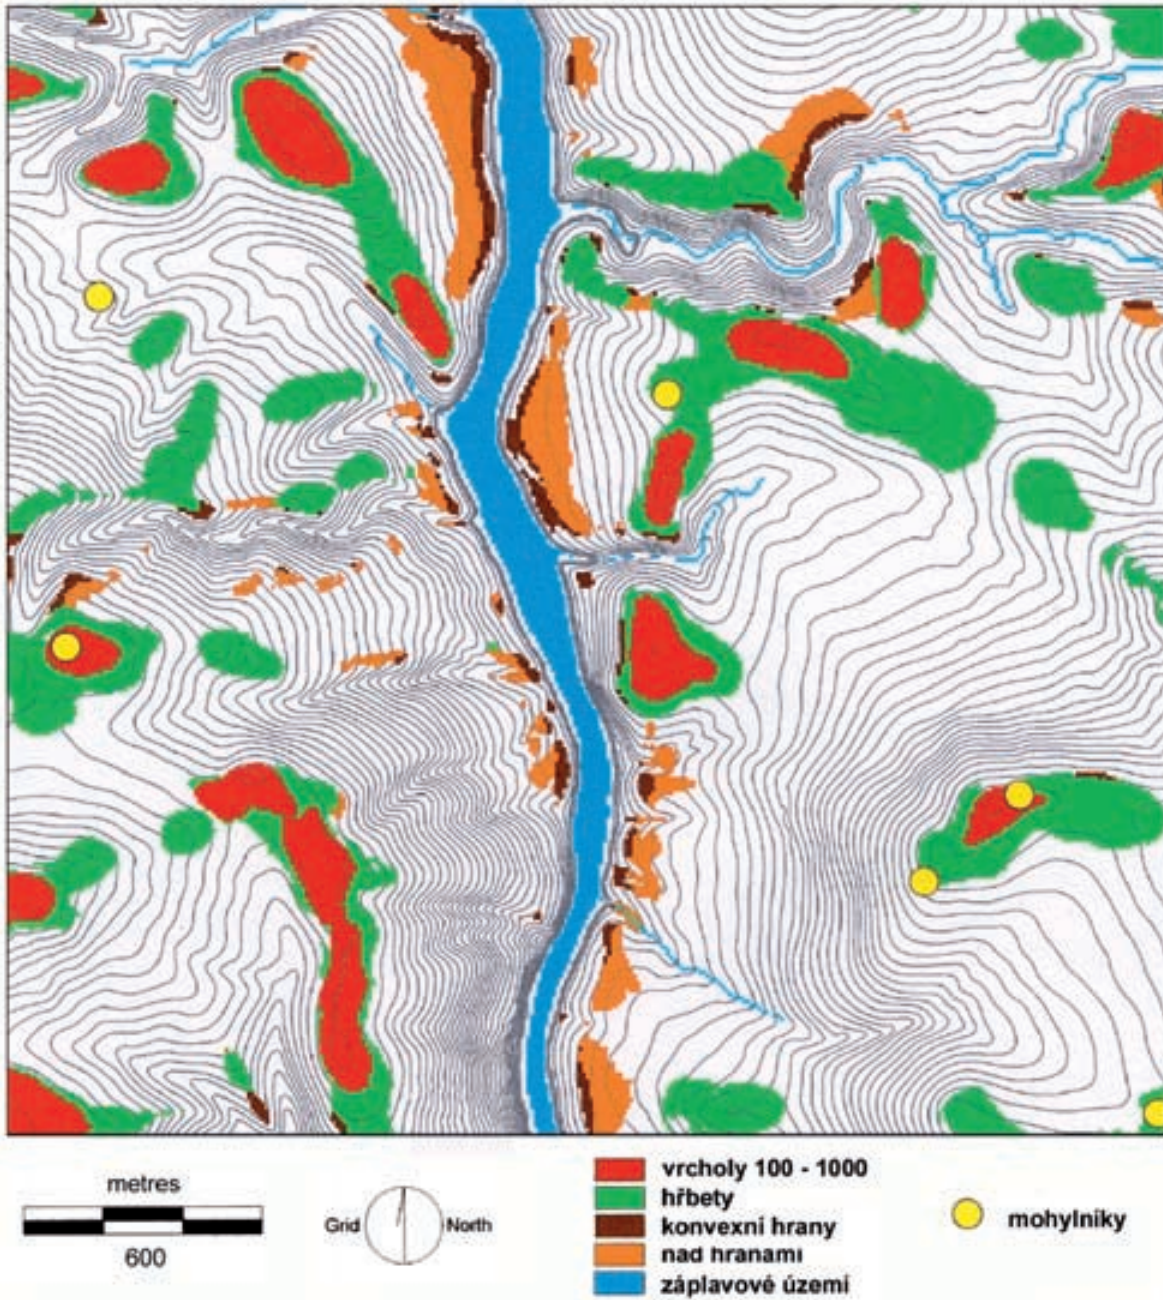 metres
600
Grid North
vrcholy 100 - 1000
hřbety
konvexní hrany
nad hranami
záplavové území
mohylníky